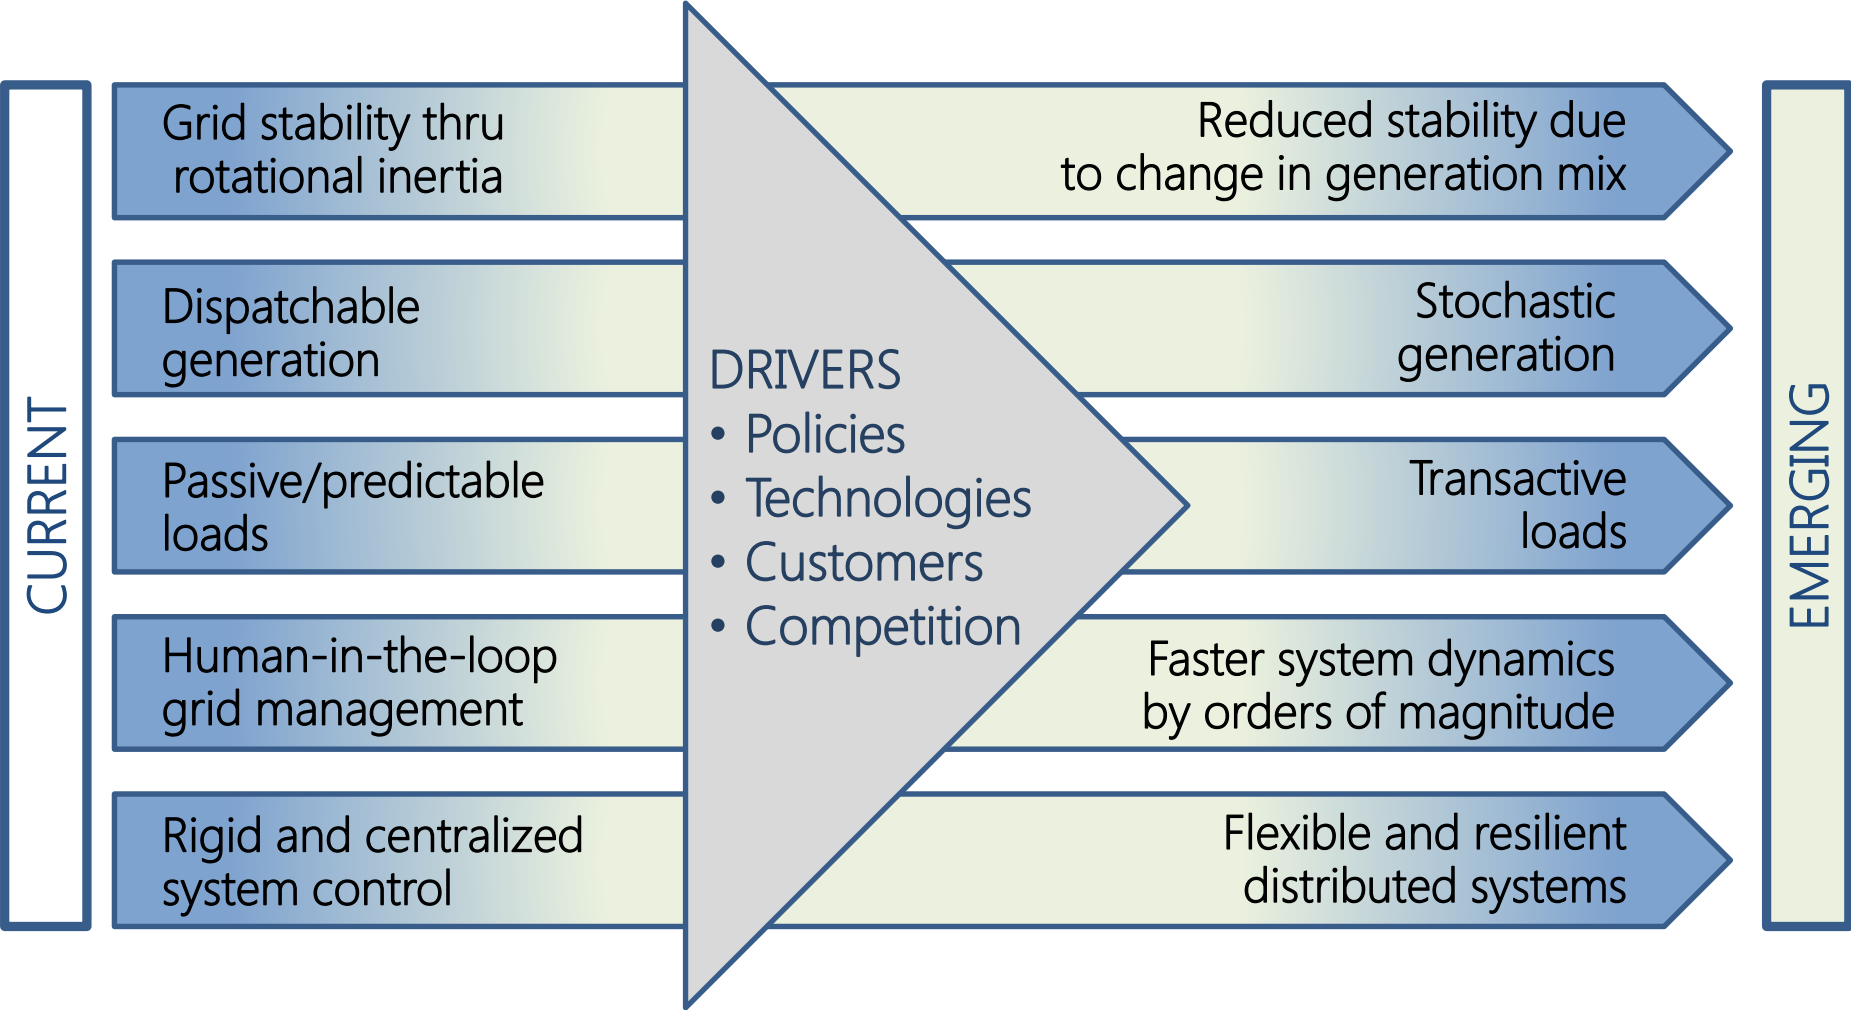 CURRENT
Grid stability thru
rotational inertia
Dispatchable
generation
Passive/predictable
loads
Human-in-the-loop
grid management
Rigid and centralized
system control
DRIVERS
• Policies
• Technologies
• Customers
• Competition
Reduced stability due
to change in generation mix
Stochastic
generation
Transactive
loads
Faster system dynamics
by orders of magnitude
Flexible and resilient
distributed systems
EMERGING